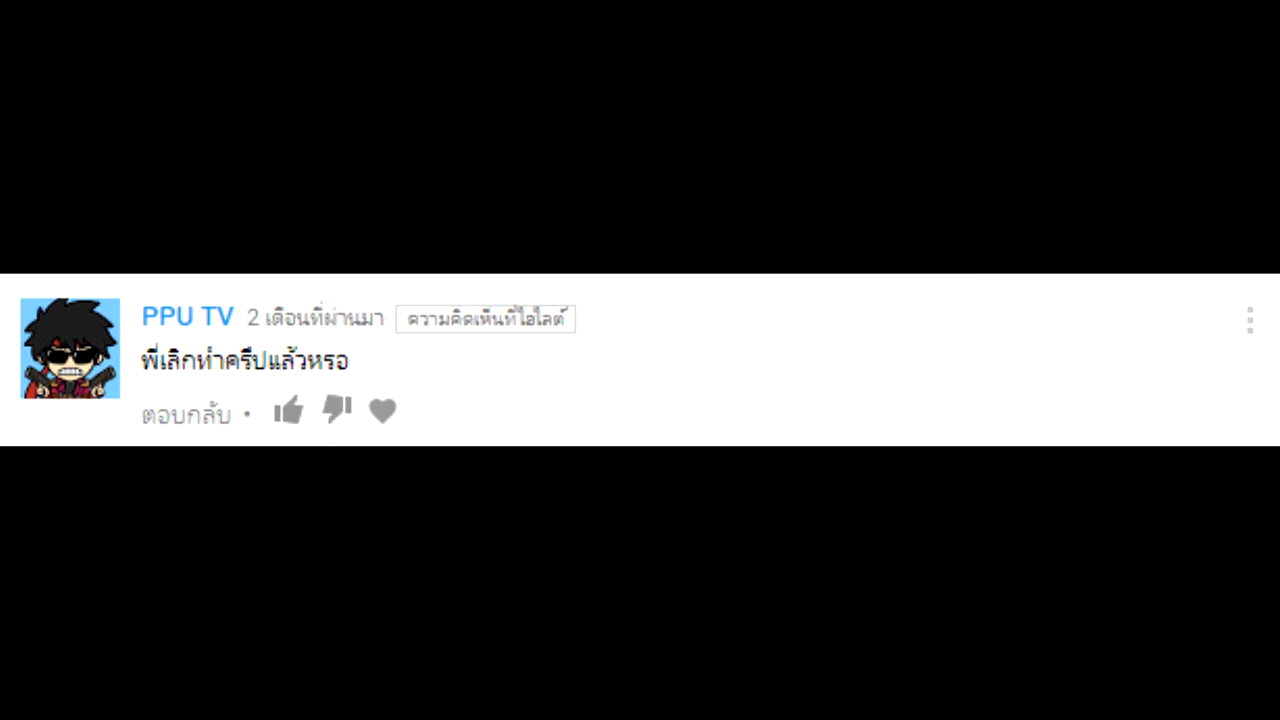 PPU TV 2 เดือนที่ผ่านมา ความคิดเห็นที่ไฮไลต์
พี่เลิกทำครีปแล้วหรอ
ตอบกลับ •